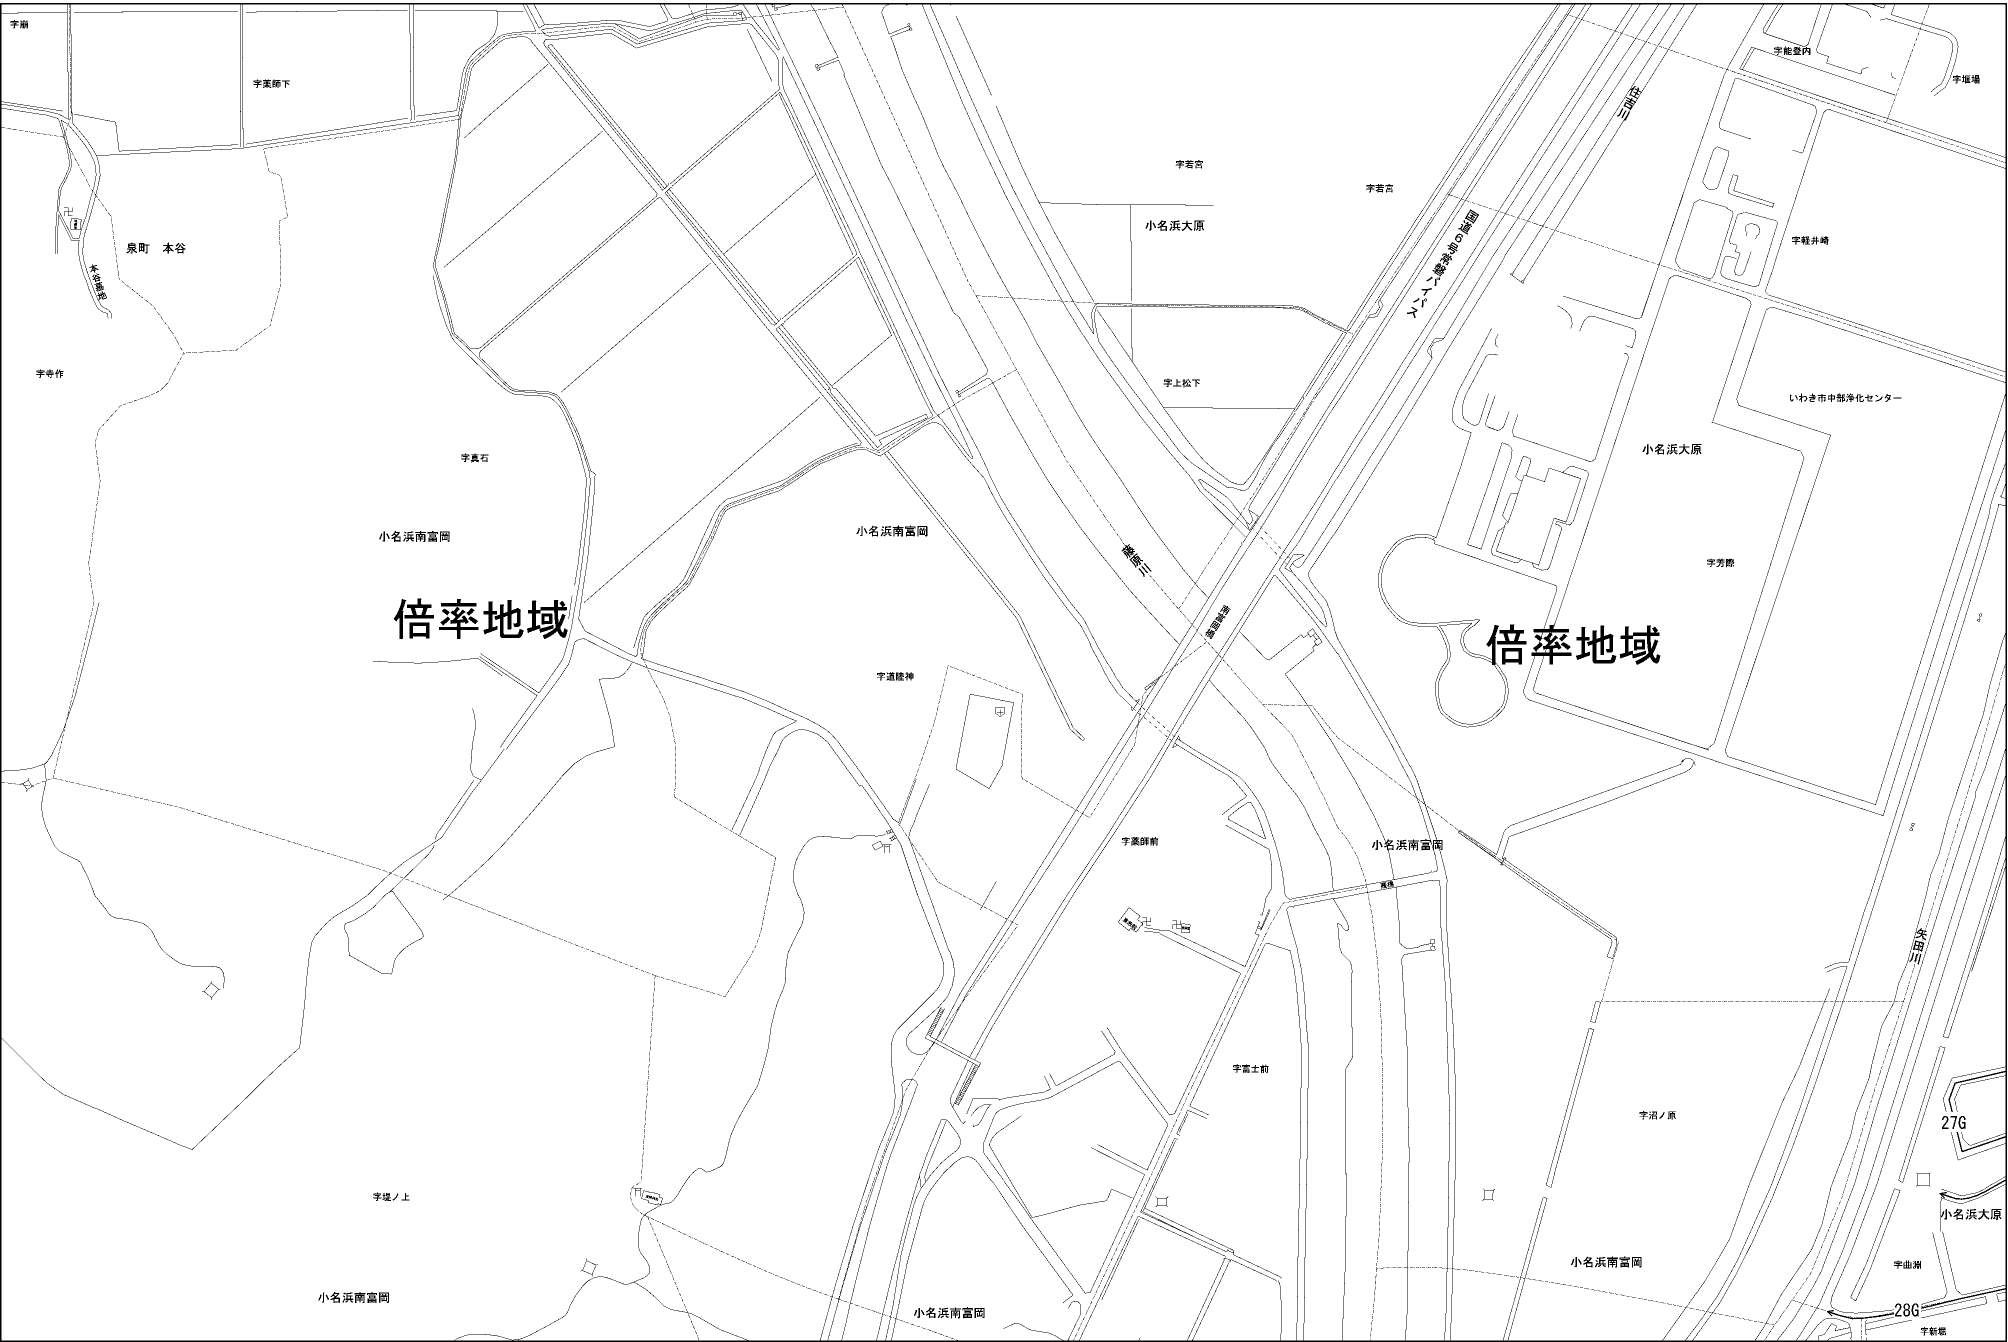 字崩
字薬師下
字能登内
字堰場
住吉川
字若宮
字若宮
小名浜大原
国道6号常磐バイパス
字軽井崎
泉町　本谷
字寺作
字上松下
いわき市中部浄化センター
小名浜大原
字真石
小名浜南富岡
小名浜南富岡
藤原川
字芳際
倍率地域
南富岡橋
倍率地域
字道陸神
字薬師前
小名浜南富岡
矢田川
字富士前
27G
字沼ノ原
字堤ノ上
小名浜大原
小名浜南富岡
字曲淵
小名浜南富岡
小名浜南富岡
28G
字新堀